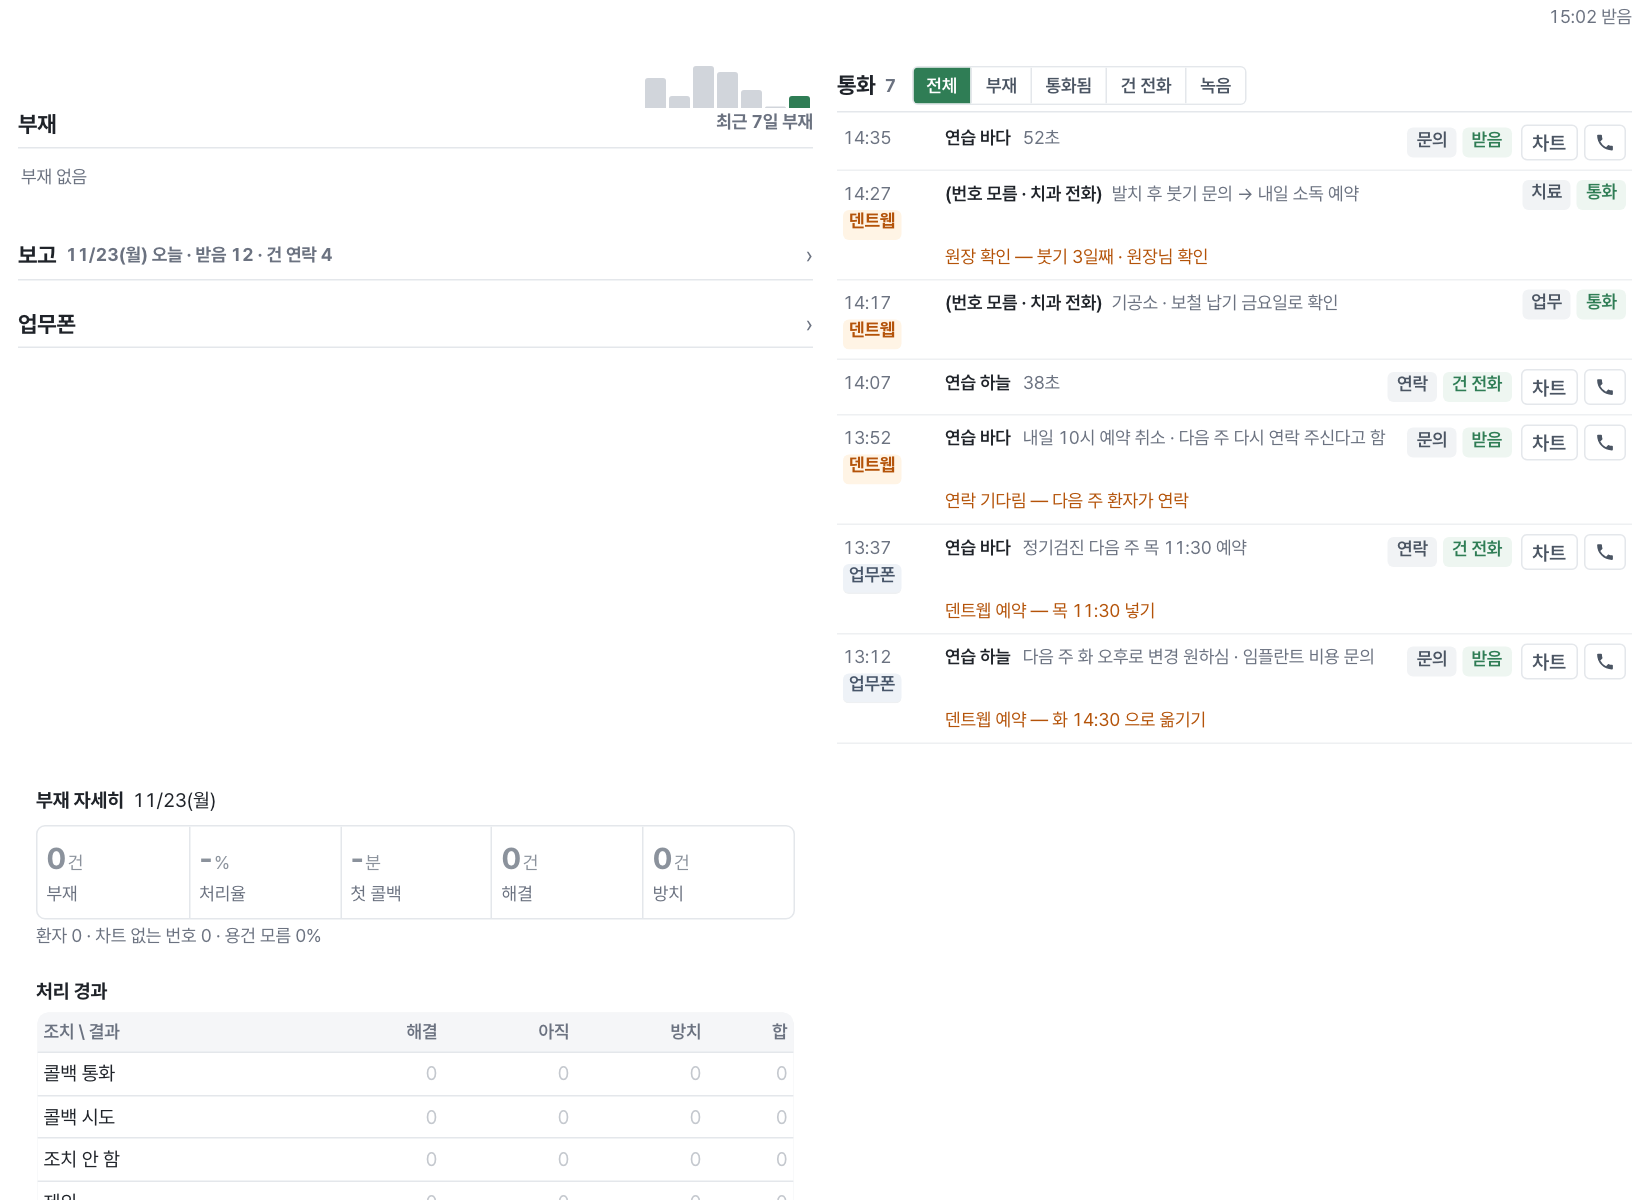 15:02 받음
최근 7일 부재
부재
부재 없음
보고 11/23(월) 오늘 · 받음 12 · 건 연락 4 ›
업무폰 ›
통화 7 전체 부재 통화됨 건 전화 녹음
14:35 연습 바다 52초 문의 받음 차트
14:27 (번호 모름 · 치과 전화) 발치 후 붓기 문의 → 내일 소독 예약 치료 통화
덴트웹
원장 확인 — 붓기 3일째 · 원장님 확인
14:17 (번호 모름 · 치과 전화) 기공소 · 보철 납기 금요일로 확인 업무 통화
덴트웹
14:07 연습 하늘 38초 연락 건 전화 차트
13:52 연습 바다 내일 10시 예약 취소 · 다음 주 다시 연락 주신다고 함 문의 받음 차트
덴트웹
연락 기다림 — 다음 주 환자가 연락
13:37 연습 바다 정기검진 다음 주 목 11:30 예약 연락 건 전화 차트
업무폰
덴트웹 예약 — 목 11:30 넣기
13:12 연습 하늘 다음 주 화 오후로 변경 원하심 · 임플란트 비용 문의 문의 받음 차트
업무폰
덴트웹 예약 — 화 14:30 으로 옮기기
부재 자세히 11/23(월)
0건 -% -분 0건 0건
부재 처리율 첫 콜백 해결 방치
환자 0 · 차트 없는 번호 0 · 용건 모름 0%
처리 경과
조치 \ 결과 해결 아직 방치 합
콜백 통화 0 0 0 0
콜백 시도 0 0 0 0
조치 안 함 0 0 0 0